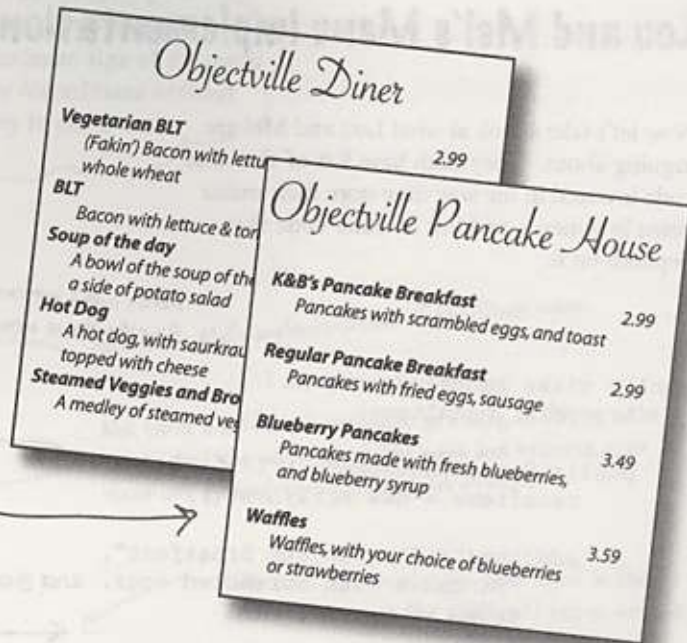 Objectville Diner
Vegetarian BLT
(Fakin') Bacon with lettu
2.99
whole wheat
BLT
Bacon with lettuce & tom
Soup of the day
A bowl of the soup of the
a side of potato salad
Hot Dog
A hot dog, with saurkrau
topped with cheese
Steamed Veggies and Bro
A medley of steamed veg
Objectville Pancake House
K&B's Pancake Breakfast
2.99
Pancakes with scrambled eggs, and toast
Regular Pancake Breakfast
2.99
Pancakes with fried eggs, sausage
Blueberry Pancakes
3.49
Pancakes made with fresh blueberries,
and blueberry syrup
Waffles
3.59
Waffles, with your choice of blueberries
or strawberries